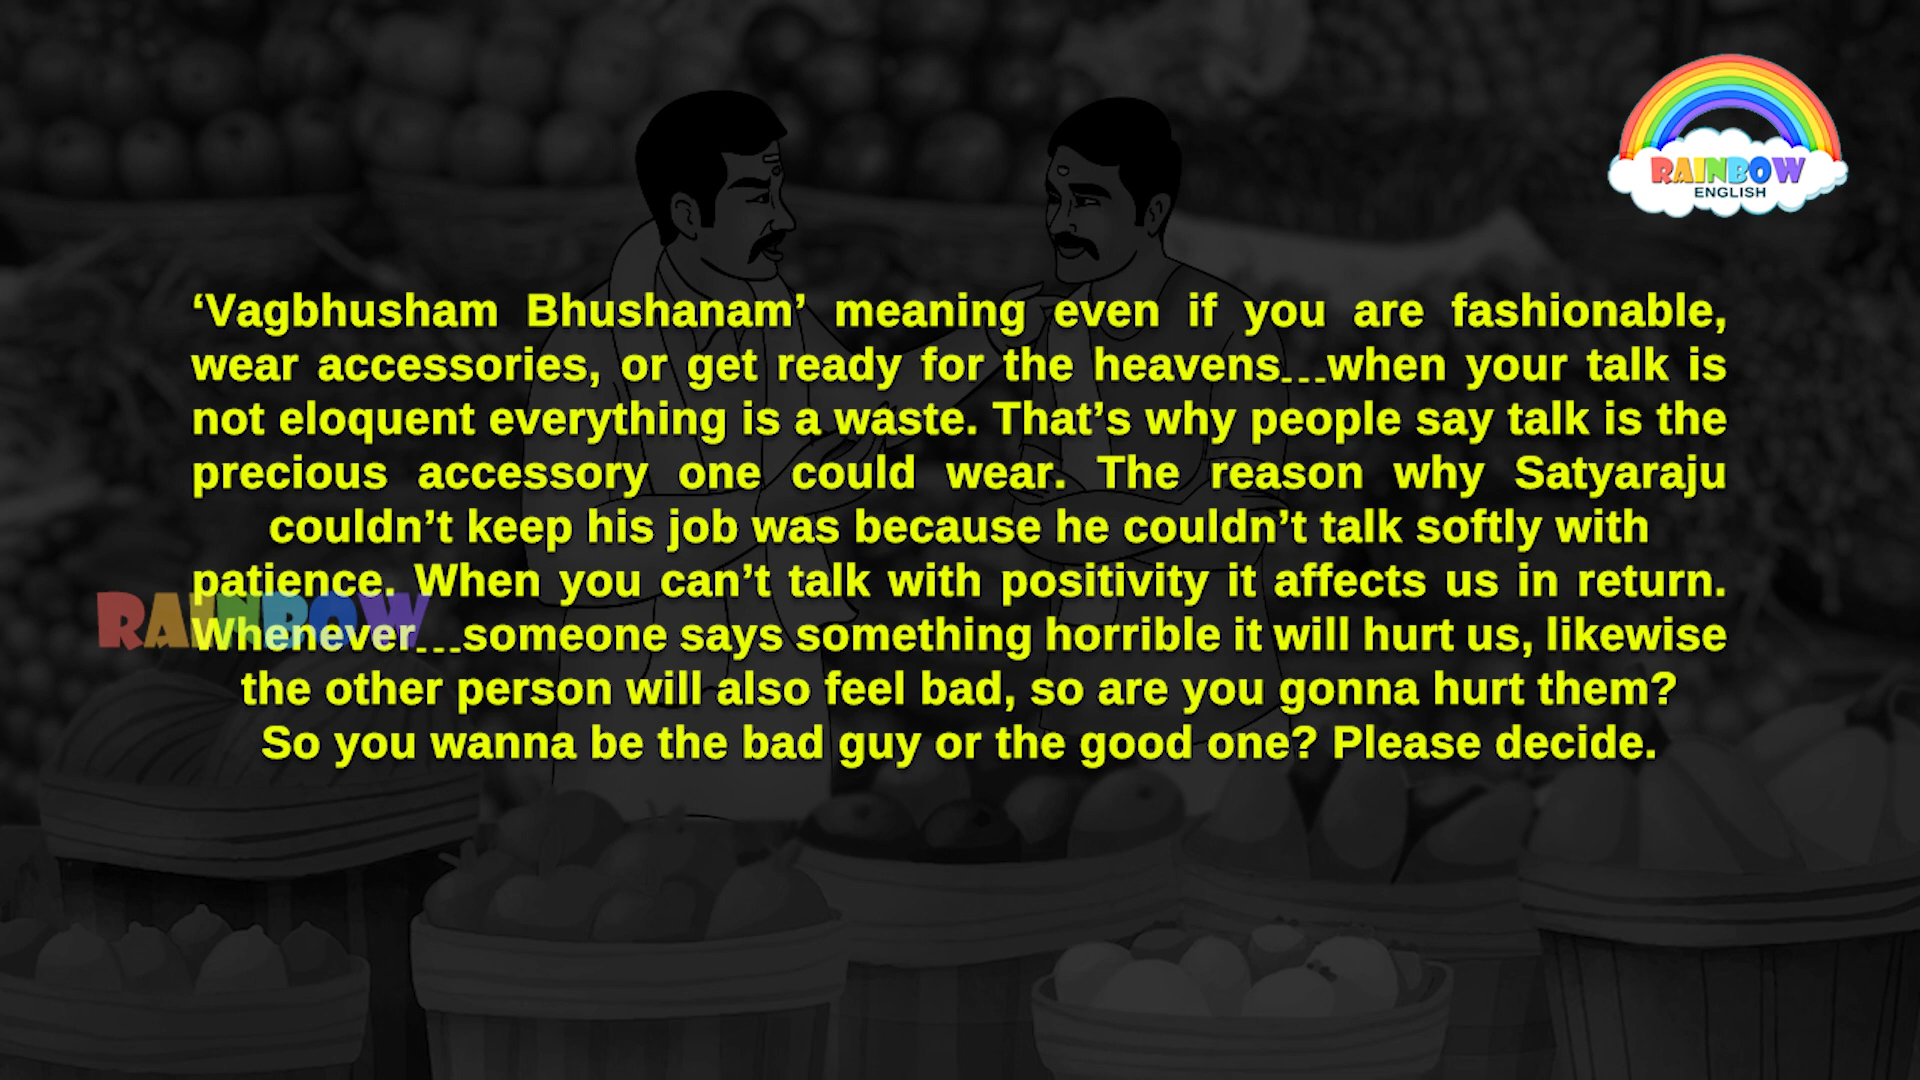 RAINBOW
ENGLISH
‘Vagbhusham Bhushanam’ meaning even if you are fashionable,
wear accessories, or get ready for the heavens...when your talk is
not eloquent everything is a waste. That’s why people say talk is the
precious accessory one could wear. The reason why Satyaraju
couldn’t keep his job was because he couldn’t talk softly with
patience. When you can’t talk with positivity it affects us in return.
RAINBOW
Whenever...someone says something horrible it will hurt us, likewise
the other person will also feel bad, so are you gonna hurt them?
So you wanna be the bad guy or the good one? Please decide.